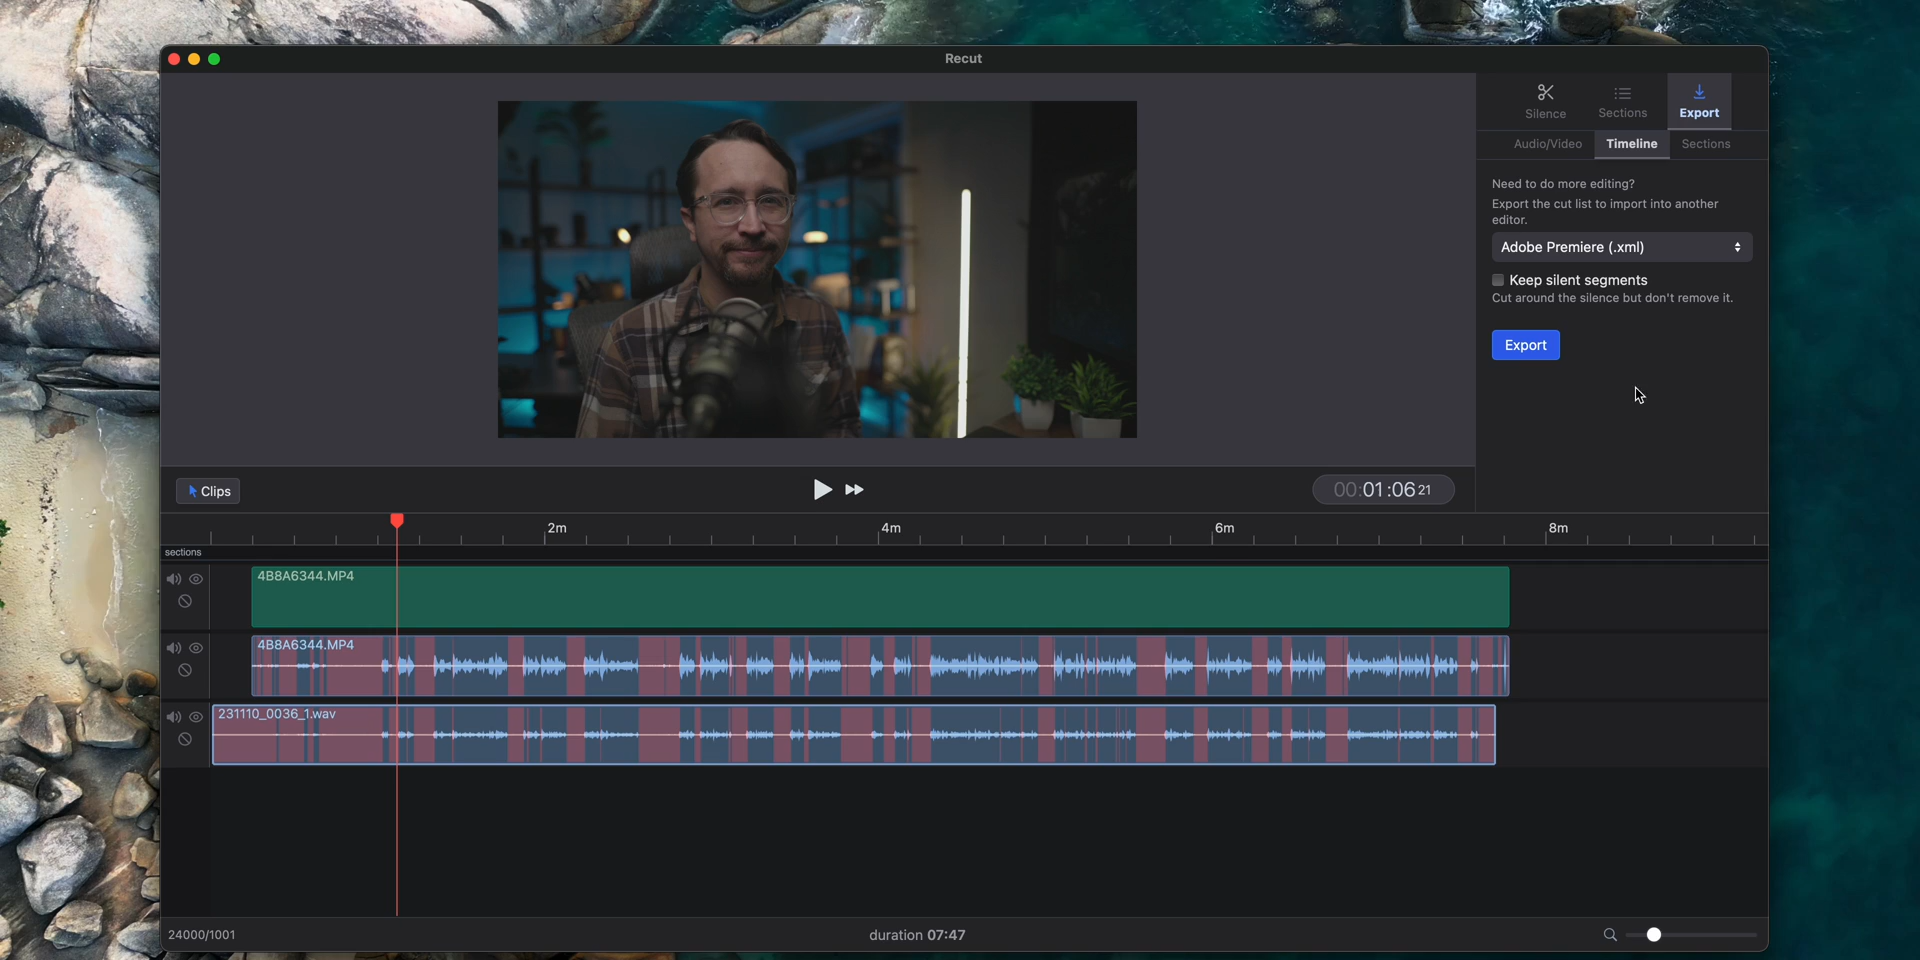 Recut
Silence
Sections
Export
Audio/Video
Timeline
Sections
Need to do more editing?
Export the cut list to import into another
editor.
Adobe Premiere (.xml)
Keep silent segments
Cut around the silence but don't remove it.
Export
Clips
00:01:06 21
2m
4m
6m
8m
sections
4B8A6344.MP4
4B8A6344.MP4
231110_0036_1.wav
24000/1001
duration 07:47